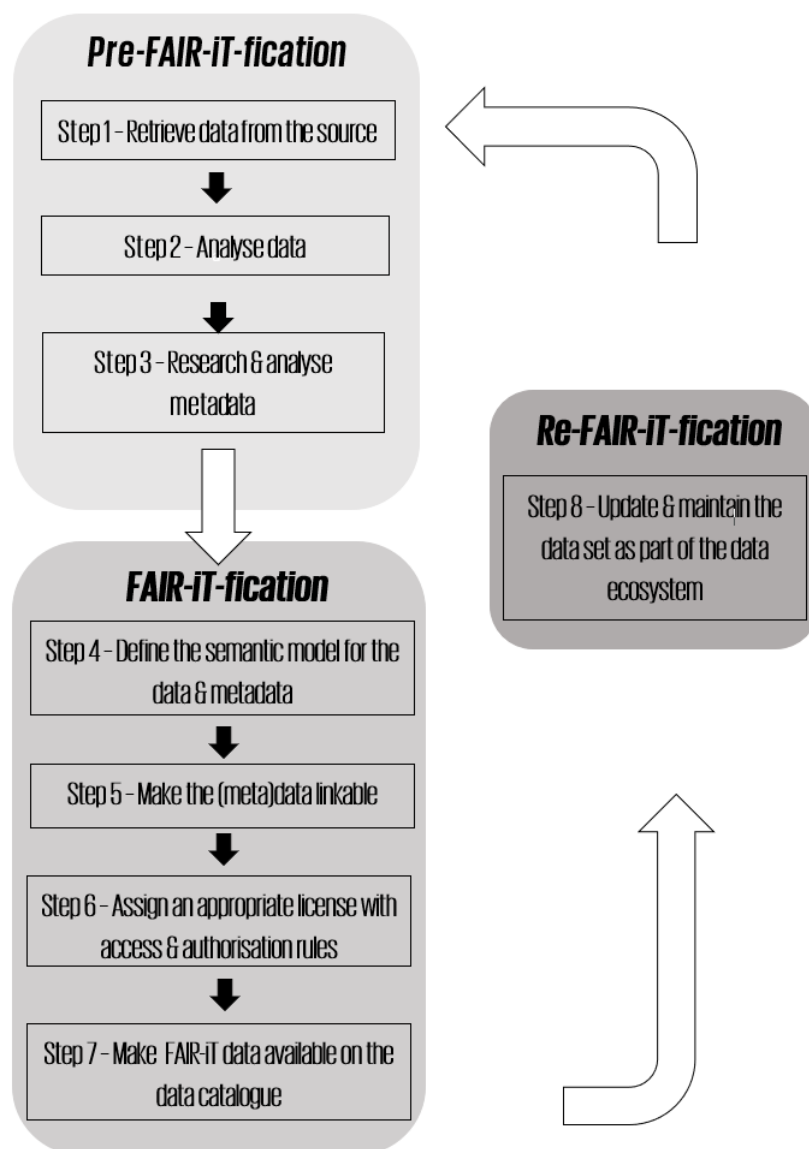 Pre-FAIR-iT-fication
Step 1 - Retrieve data from the source
Step 2 - Analyse data
Step 3 - Research & analyse
metadata
FAIR-iT-fication
Step 4 - Define the semantic model for the
data & metadata
Step 5 - Make the (meta)data linkable
Step 6 - Assign an appropriate license with
access & authorisation rules
Step 7 - Make FAIR-iT data available on the
data catalogue
Re-FAIR-iT-fication
Step 8 - Update & maintain the
data set as part of the data
ecosystem